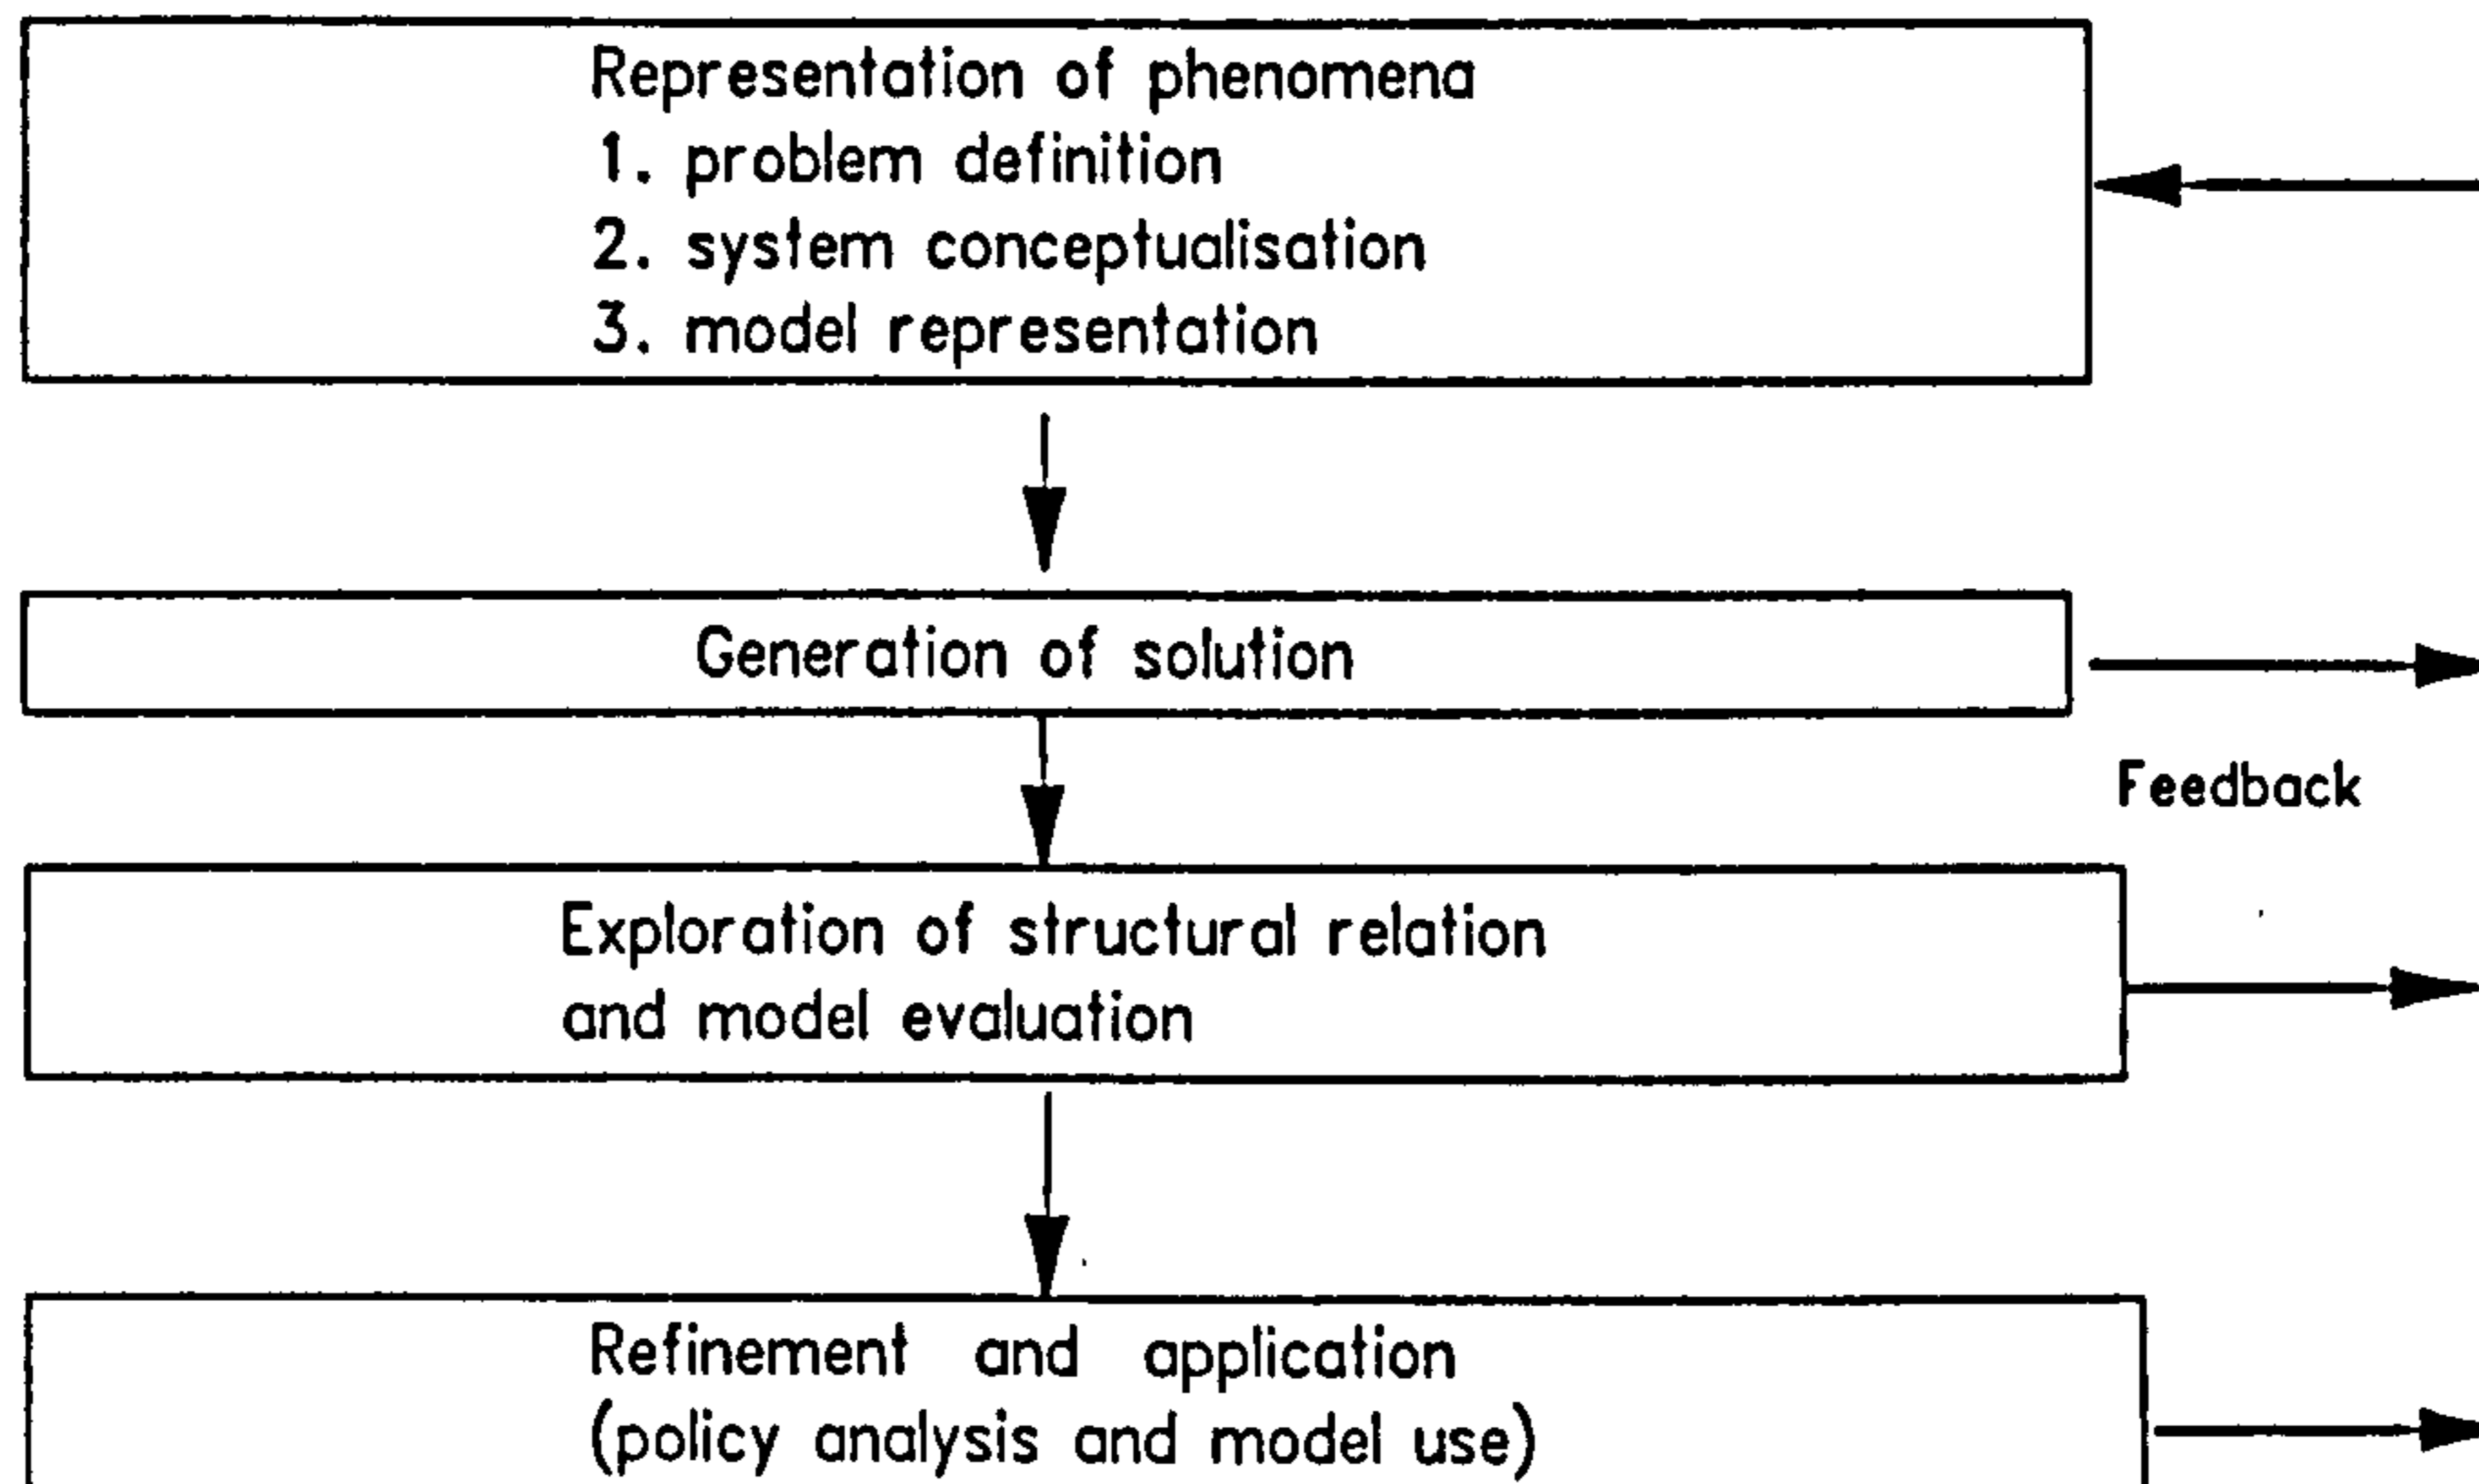 Representation of phenomena
1. problem definition
2. system conceptualisation
3. model representation
Generation of solution
Feedback
Exploration of structural relation
and model evaluation
Refinement and application
(policy analysis and model use)